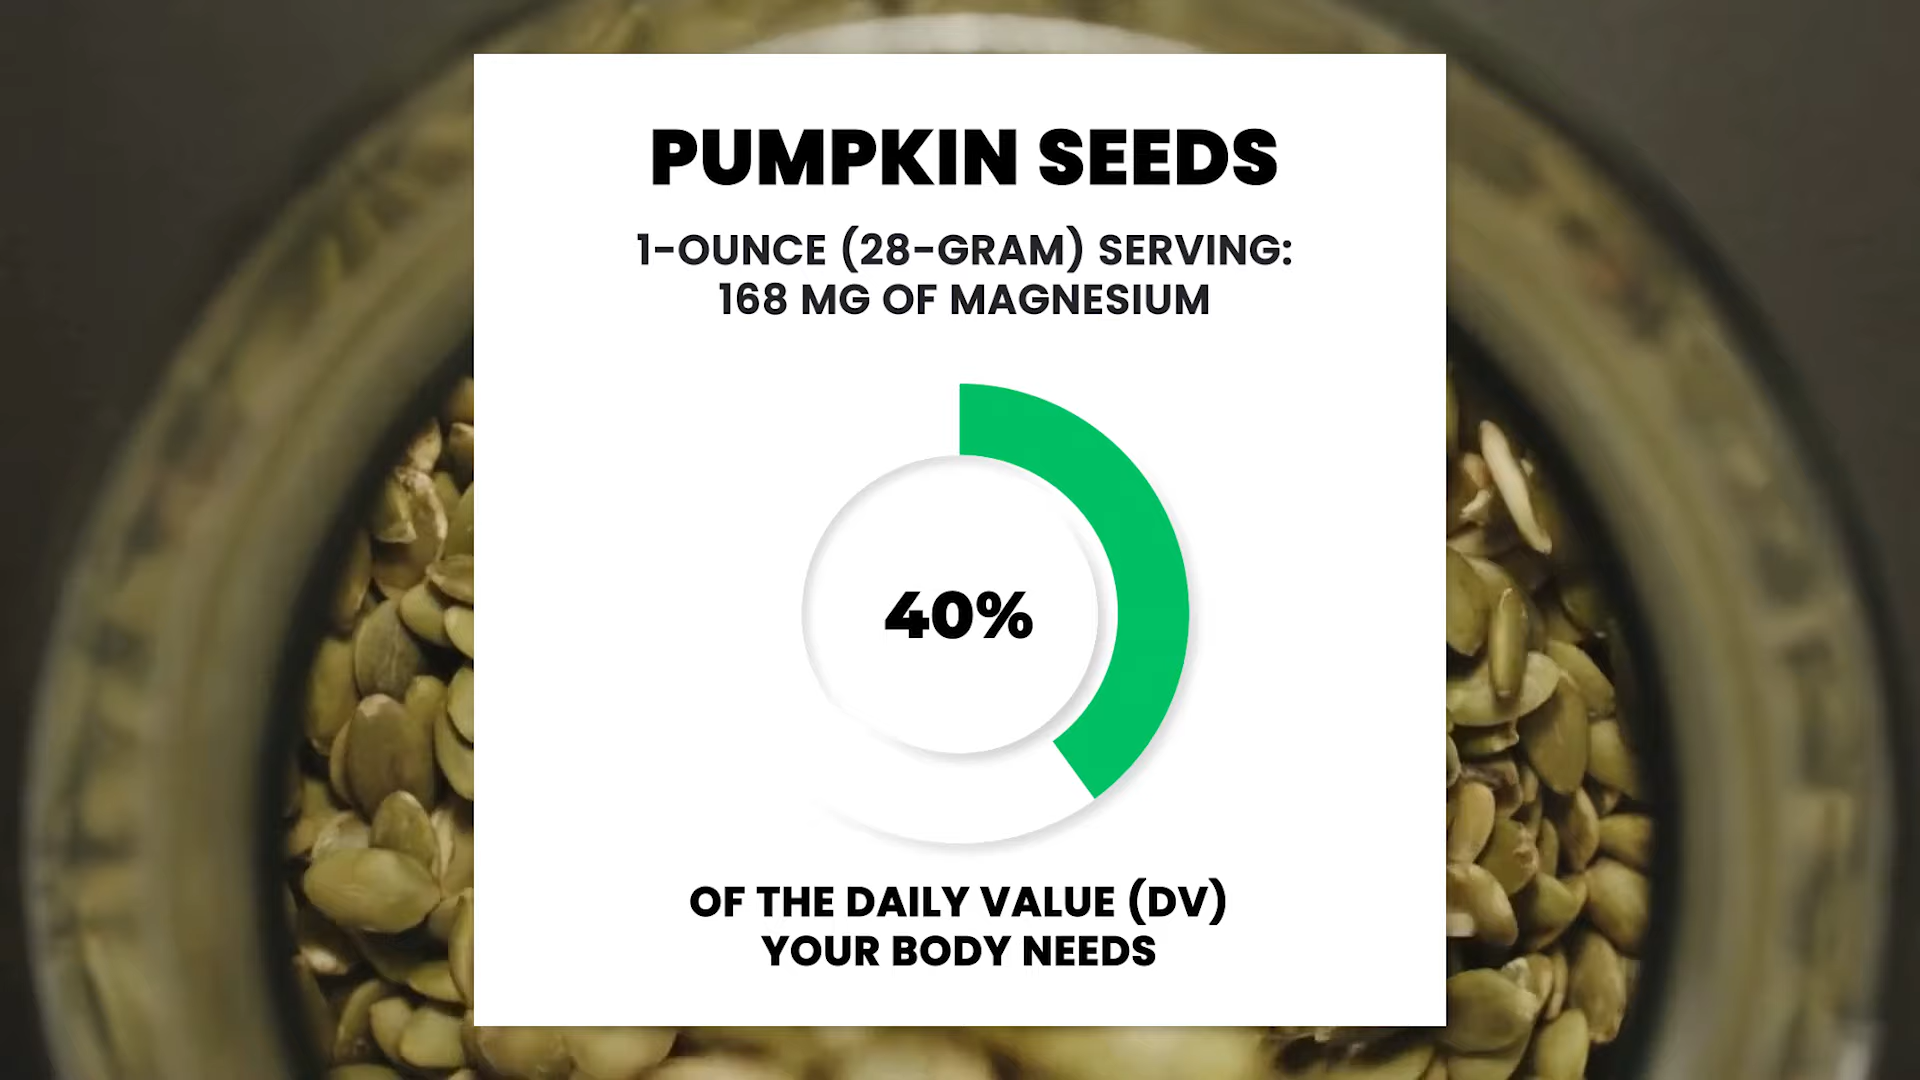 PUMPKIN SEEDS
1-OUNCE (28-GRAM) SERVING:
168 MG OF MAGNESIUM
40%
OF THE DAILY VALUE (DV)
YOUR BODY NEEDS